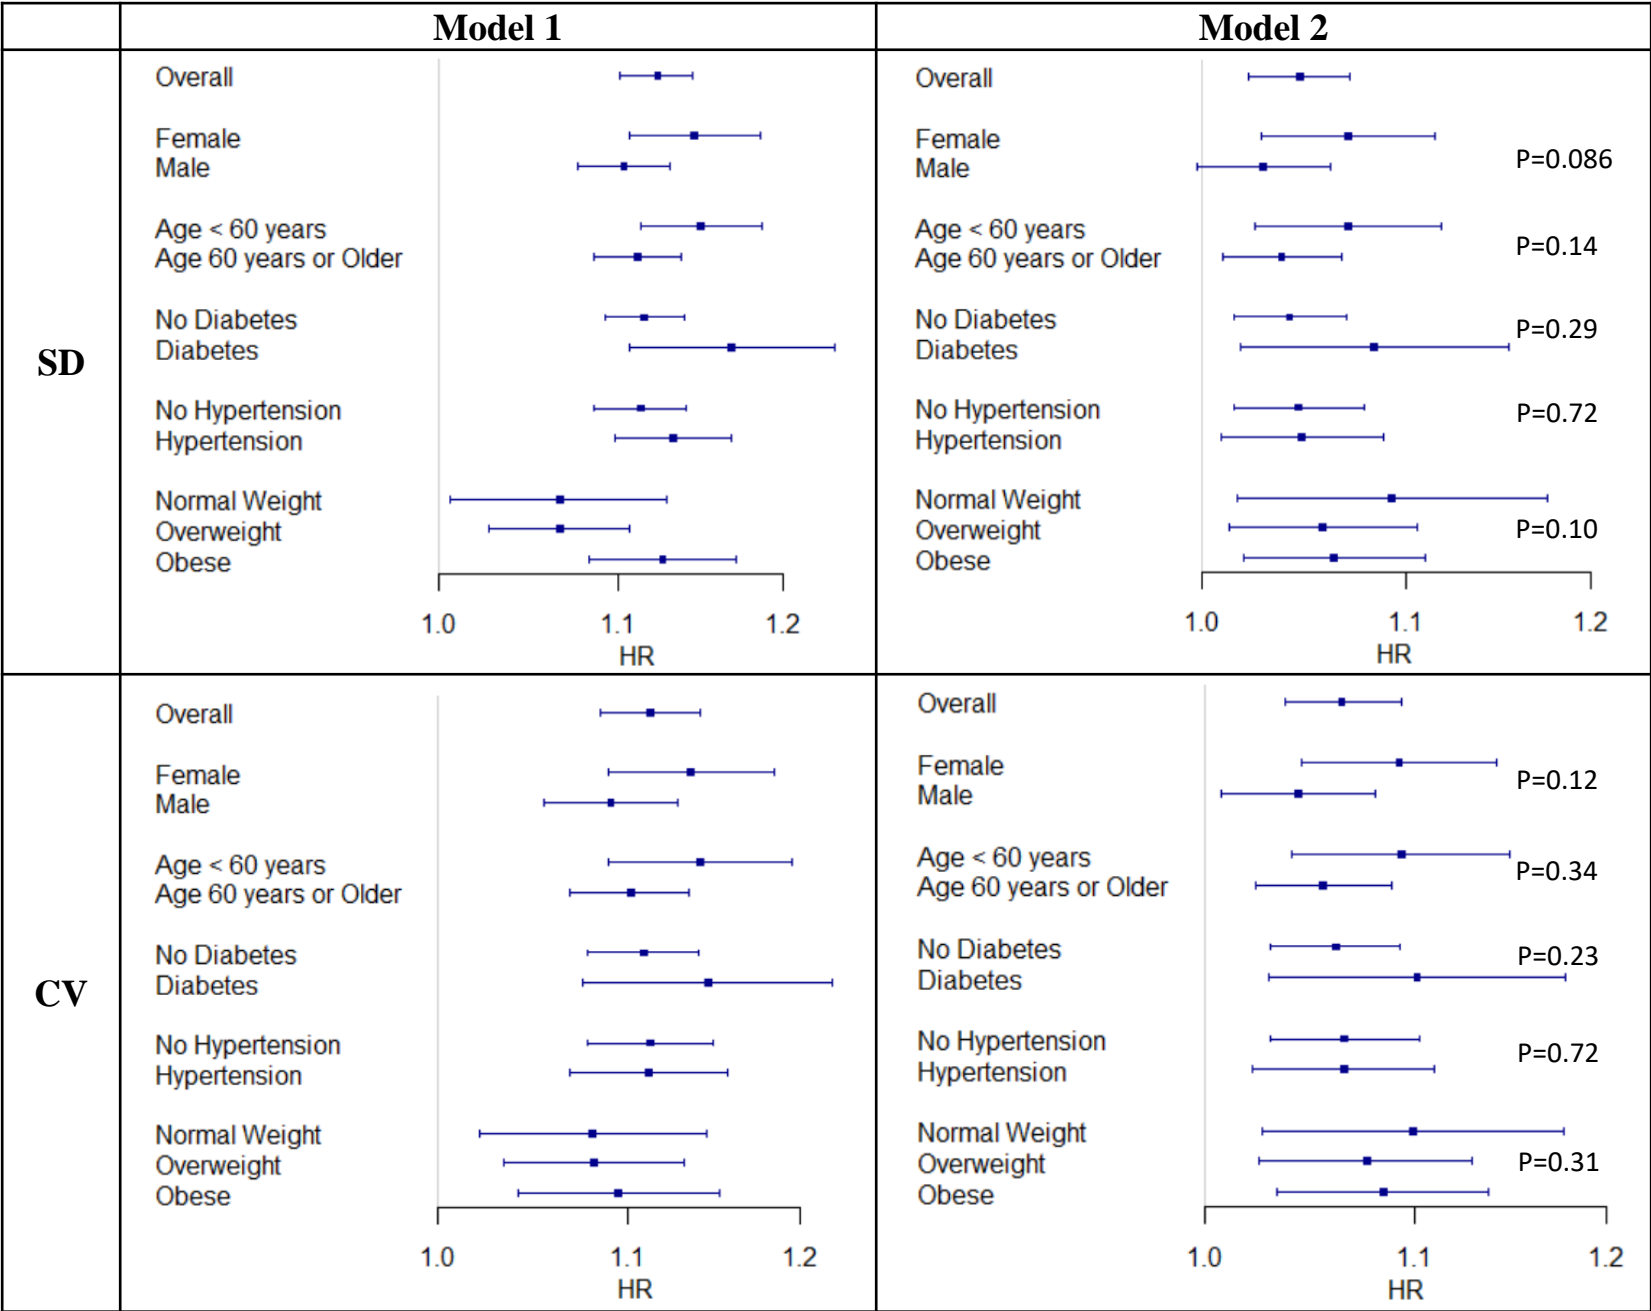 Model 1
Model 2
SD
Overall
Female
Male
Age < 60 years
Age 60 years or Older
No Diabetes
Diabetes
No Hypertension
Hypertension
Normal Weight
Overweight
Obese
1.0 1.1 1.2
HR
Overall
Female
Male
P=0.086
Age < 60 years
Age 60 years or Older
P=0.14
No Diabetes
Diabetes
P=0.29
No Hypertension
Hypertension
P=0.72
Normal Weight
Overweight
Obese
P=0.10
1.0 1.1 1.2
HR
CV
Overall
Female
Male
Age < 60 years
Age 60 years or Older
No Diabetes
Diabetes
No Hypertension
Hypertension
Normal Weight
Overweight
Obese
1.0 1.1 1.2
HR
Overall
Female
Male
P=0.12
Age < 60 years
Age 60 years or Older
P=0.34
No Diabetes
Diabetes
P=0.23
No Hypertension
Hypertension
P=0.72
Normal Weight
Overweight
Obese
P=0.31
1.0 1.1 1.2
HR